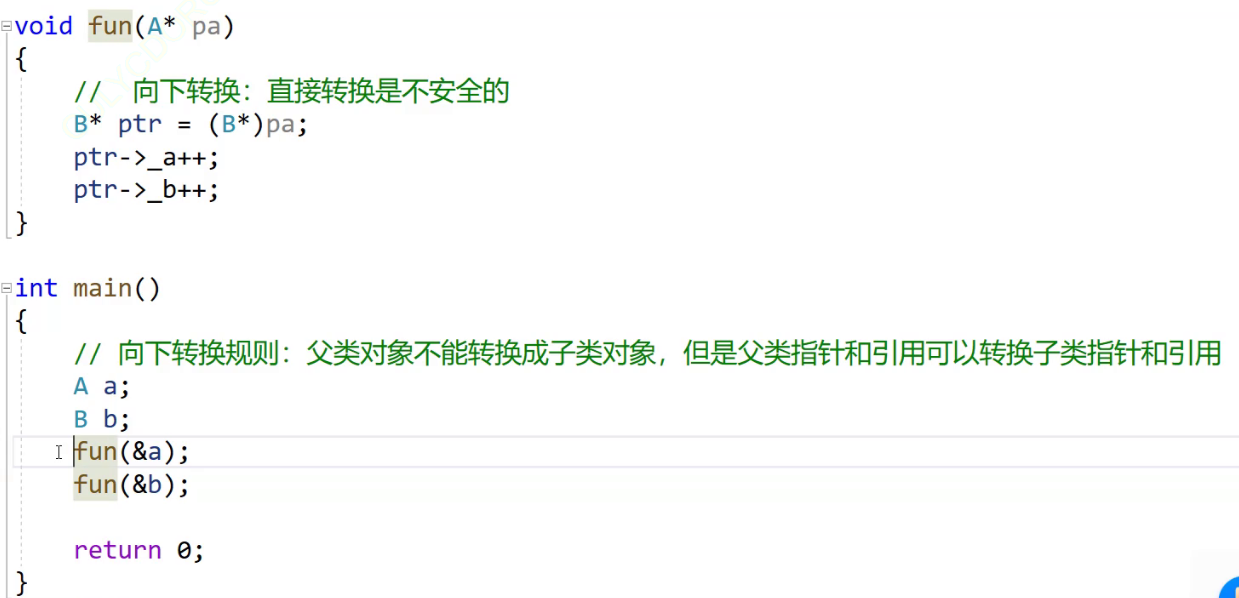 void fun(A* pa)
{
    //  向下转换：直接转换是不安全的
    B* ptr = (B*)pa;
    ptr->_a++;
    ptr->_b++;
}
int main()
{
    // 向下转换规则：父类对象不能转换成子类对象，但是父类指针和引用可以转换子类指针和引用
    A a;
    B b;
    fun(&a);
    fun(&b);
    return 0;
}